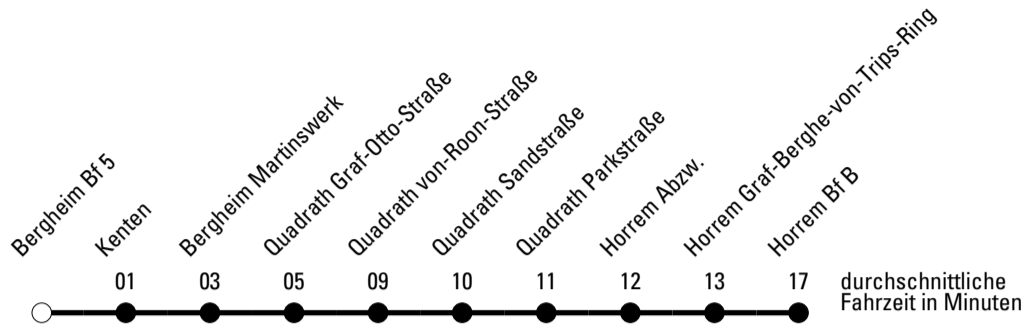 Bergheim Bf 5
Kenten
Bergheim Martinswerk
Quadrath Graf-Otto-Straße
Quadrath von-Roon-Straße
Quadrath Sandstraße
Quadrath Parkstraße
Horrem Abzw.
Horrem Graf-Berghe-von-Trips-Ring
Horrem Bf B
01 03 05 09 10 11 12 13 17
durchschnittliche
Fahrzeit in Minuten